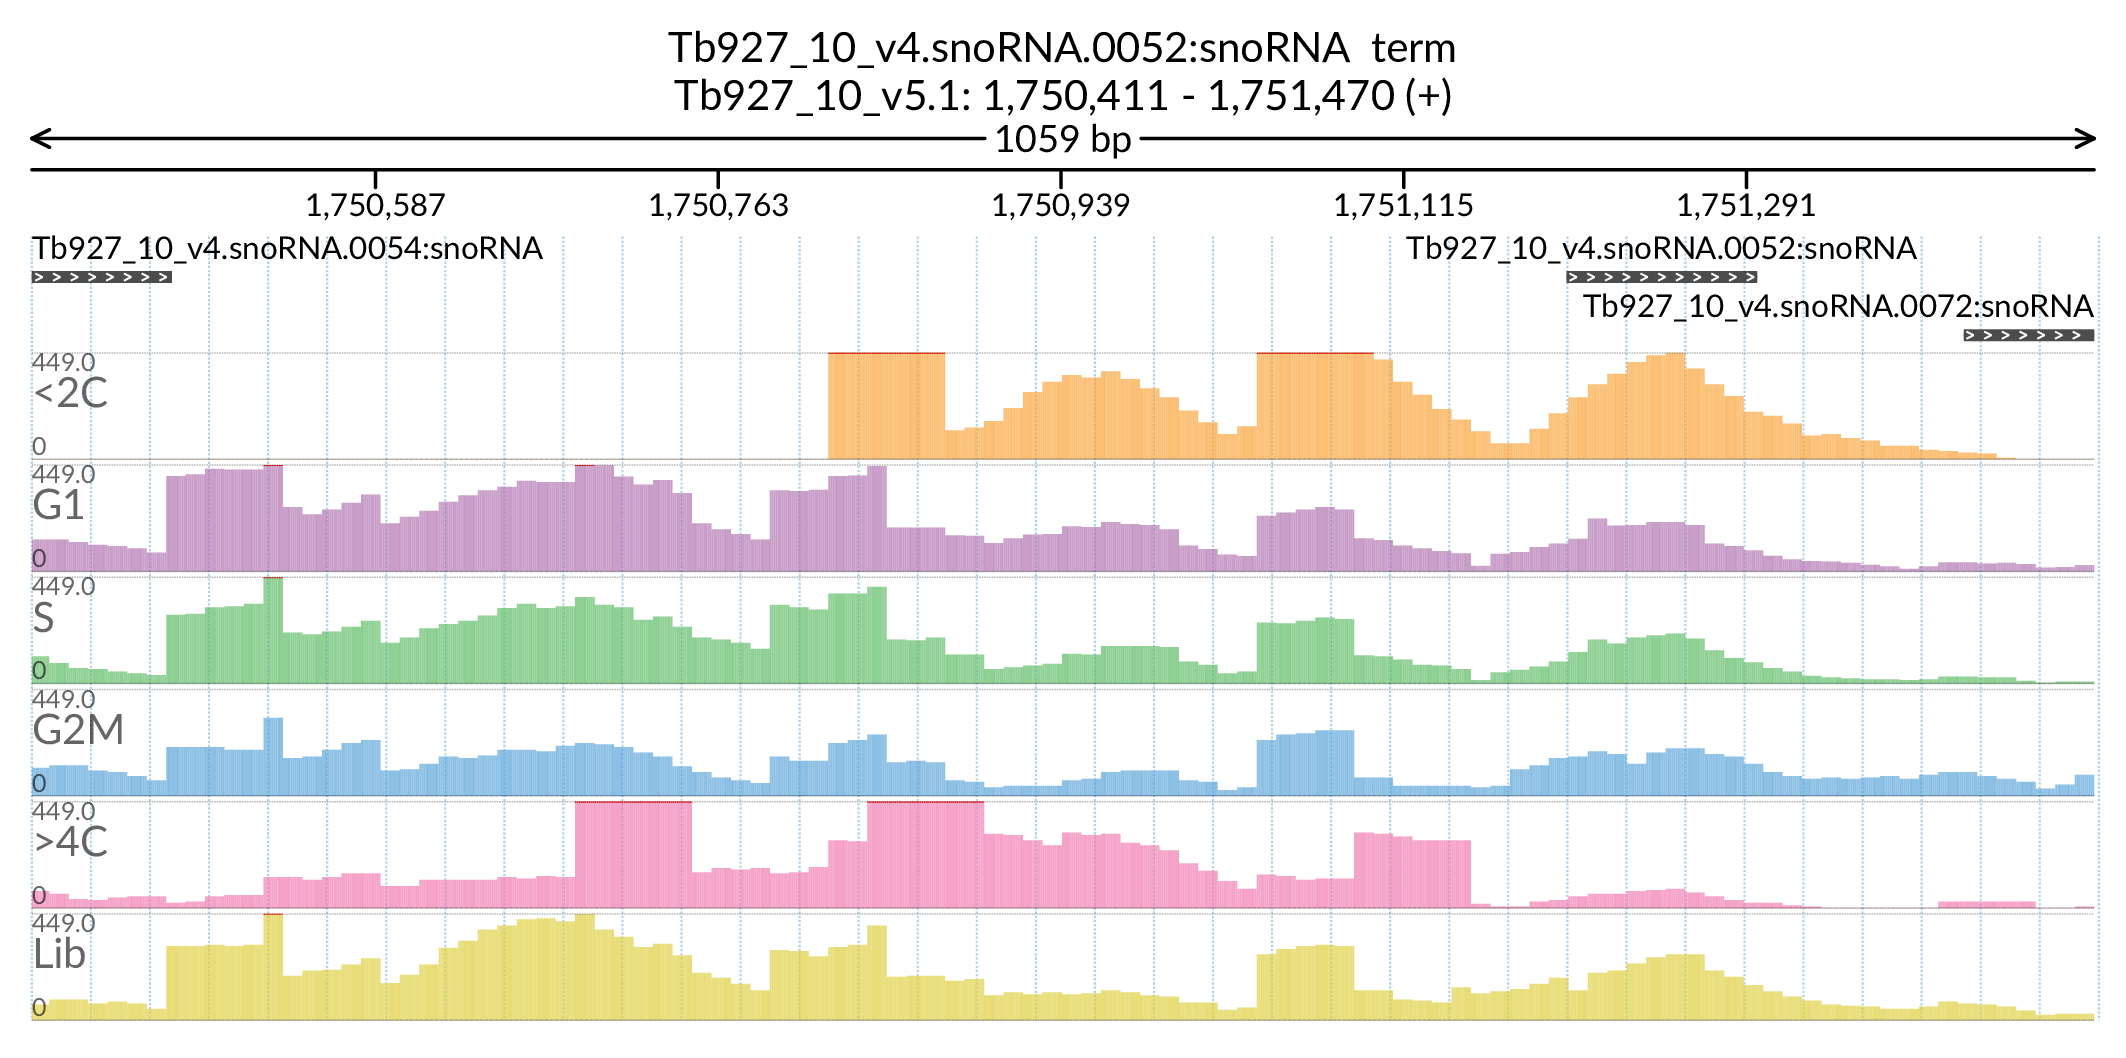 Tb927_10_v4.snoRNA.0052:snoRNA term
Tb927_10_v5.1: 1,750,411 - 1,751,470 (+)
1059 bp
1,750,587 1,750,763 1,750,939 1,751,115 1,751,291
Tb927_10_v4.snoRNA.0054:snoRNA Tb927_10_v4.snoRNA.0052:snoRNA
Tb927_10_v4.snoRNA.0072:snoRNA
449.0
<2C
0
449.0
G1
0
449.0
S
0
449.0
G2M
0
449.0
>4C
0
449.0
Lib
0